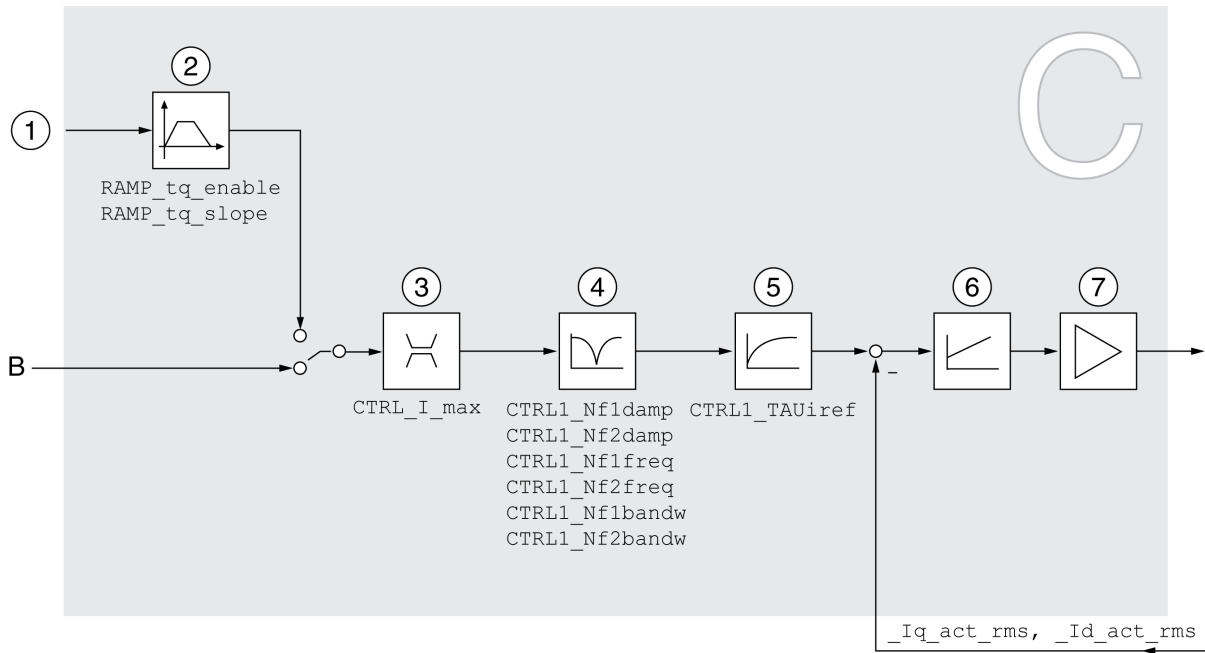 C
2
1
RAMP_tq_enable
RAMP_tq_slope
3
4
5
6
7
B
CTRL_I_max
CTRL1_Nf1damp
CTRL1_Nf2damp
CTRL1_Nf1freq
CTRL1_Nf2freq
CTRL1_Nf1bandw
CTRL1_Nf2bandw
CTRL1_TAUiref
–
_Iq_act_rms, _Id_act_rms